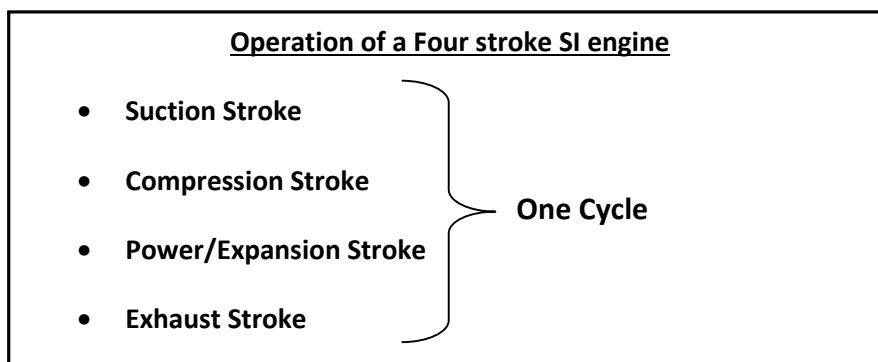 Operation of a Four stroke SI engine
• Suction Stroke
• Compression Stroke
One Cycle
• Power/Expansion Stroke
• Exhaust Stroke